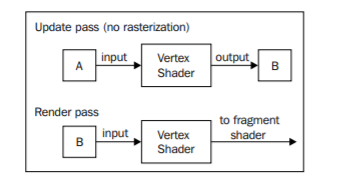 Update pass (no rasterization)
A
input
Vertex
Shader
output
B
Render pass
B
input
Vertex
Shader
to fragment
shader